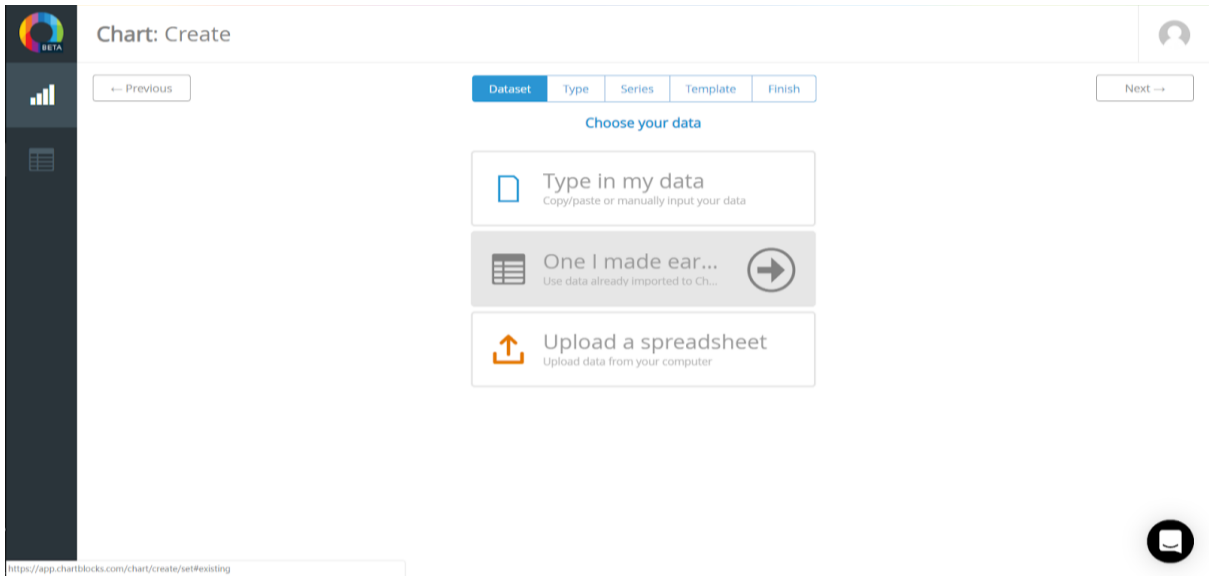 BETA
Chart: Create
← Previous
Dataset Type Series Template Finish
Next →
Choose your data
Type in my data
Copy/paste or manually input your data
One I made ear...
Use data already imported to Ch...
Upload a spreadsheet
Upload data from your computer
https://app.chartblocks.com/chart/create/set#existing